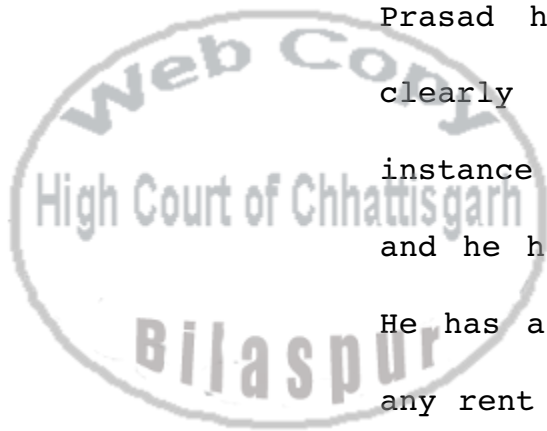 Prasad h
clearly
instance
and he h
He has a
any rent
Web Copy
High Court of Chhattisgarh
Bilaspur